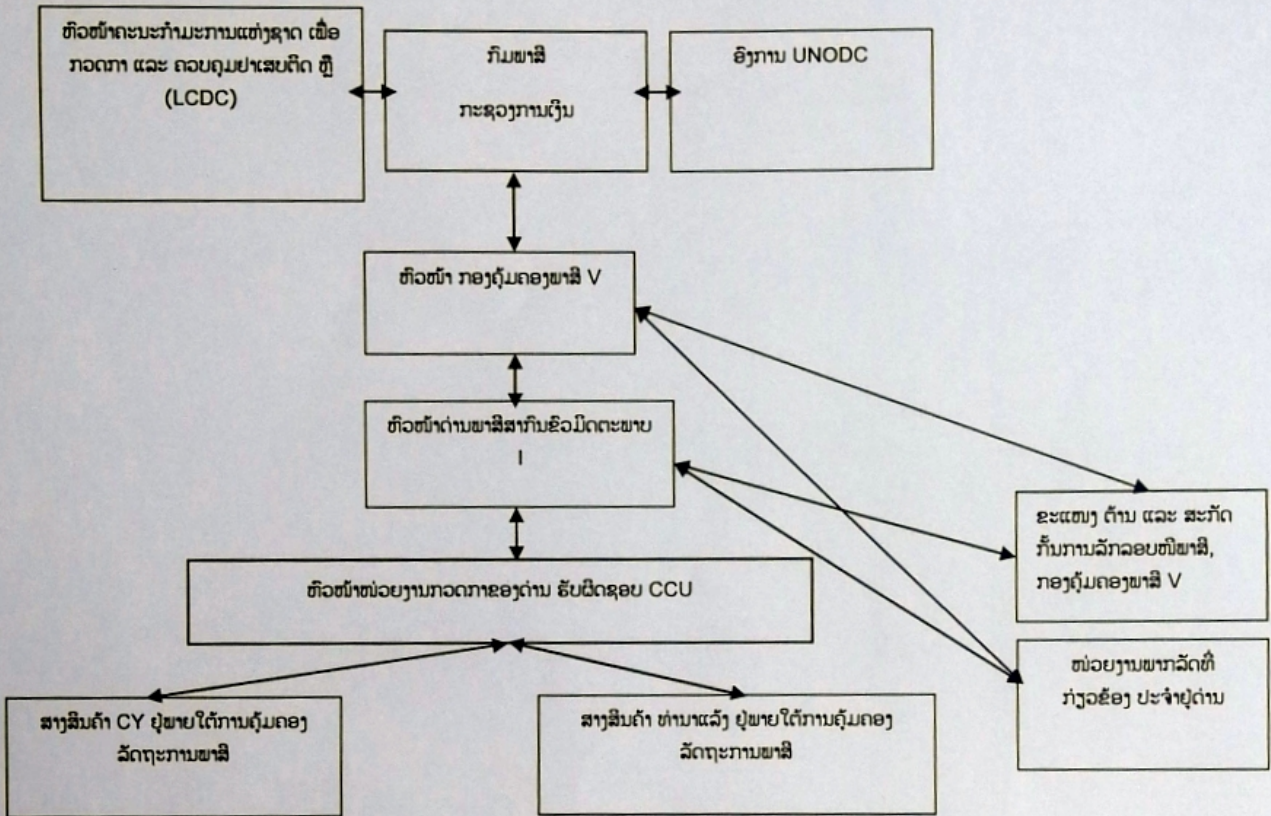 ຫົວໜ້າຄະນະກຳມະການແຫ່ງຊາດ ເພື່ອ
ກວດກາ ແລະ ຄວບຄຸມຢາເສບຕິດ ຫຼື
(LCDC)
ກົມພາສີ
ກະຊວງການເງິນ
ອົງການ UNODC
ຫົວໜ້າ ກອງຄຸ້ມຄອງພາສີ V
ຫົວໜ້າດ່ານພາສີສາກົນຂົວມິດຕະພາບ
I
ຫົວໜ້າໜ່ວຍງານກວດກາຂອງດ່ານ ຮັບຜິດຊອບ CCU
ຂະແໜງ ຕ້ານ ແລະ ສະກັດ
ກັ້ນການລັກລອບໜີພາສີ,
ກອງຄຸ້ມຄອງພາສີ V
ໜ່ວຍງານພາກລັດທີ່
ກ່ຽວຂ້ອງ ປະຈຳຢູ່ດ່ານ
ສາງສິນຄ້າ CY ຢູ່ພາຍໃຕ້ການຄຸ້ມຄອງ
ລັດຖະການພາສີ
ສາງສິນຄ້າ ທ່ານາແລ້ງ ຢູ່ພາຍໃຕ້ການຄຸ້ມຄອງ
ລັດຖະການພາສີ